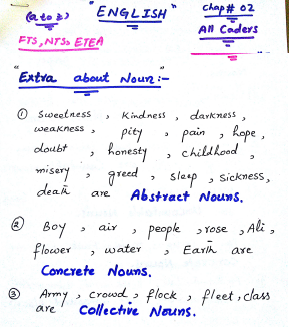 (a to z) "ENGLISH" Chap# 02
FTS, NTSs ETEA All Caders
"Extra about Noun:-
① Sweetness, Kindness, darkness,
weakness, pity, pain, hope,
doubt, honesty, childhood,
misery, greed, sleep, sickness,
death are Abstract Nouns.
② Boy, air, people, rose, Ali,
flower, water, Earth are
Concrete Nouns.
③ Army, crowd, flock, fleet, class
are Collective Nouns.